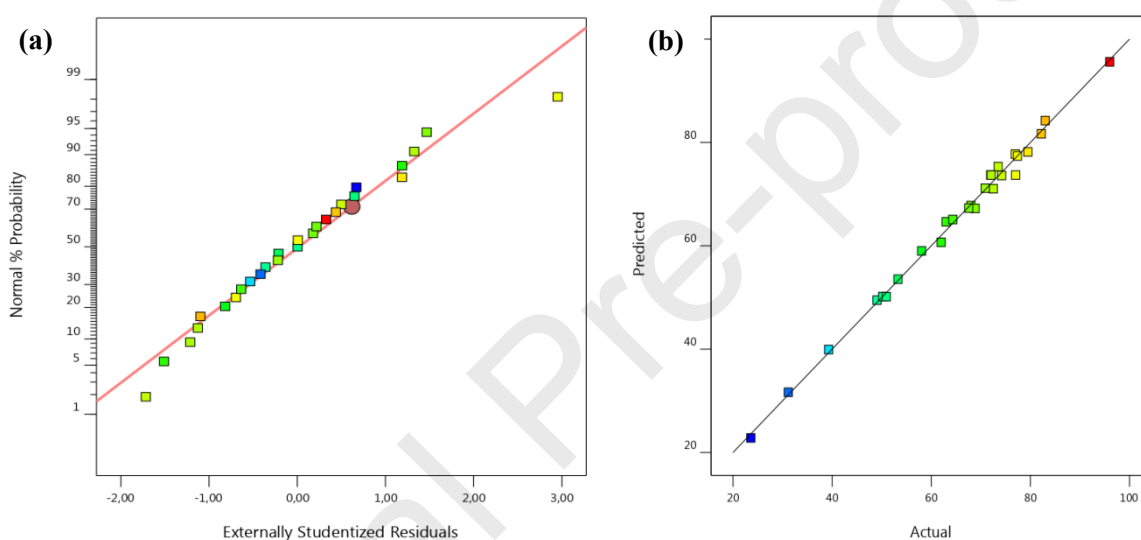 (a)
Normal % Probability
99
95
90
80
70
50
30
20
10
5
1
-2,00 -1,00 0,00 1,00 2,00 3,00
Externally Studentized Residuals
(b)
Predicted
80
60
40
20
20 40 60 80 100
Actual
al Pre-proo